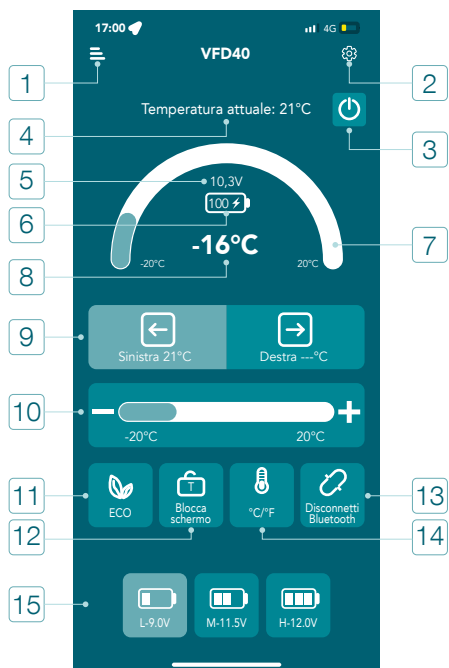 17:00 4G
VFD40
1
2
Temperatura attuale: 21°C
3
4
5
10,3V
6
100
7
-16°C
8
-20°C 20°C
9
Sinistra 21°C Destra ---°C
10
-20°C 20°C
11
ECO
T
Blocca
schermo
°C/°F
Disconnetti
Bluetooth
13
12
14
15
L-9.0V M-11.5V H-12.0V